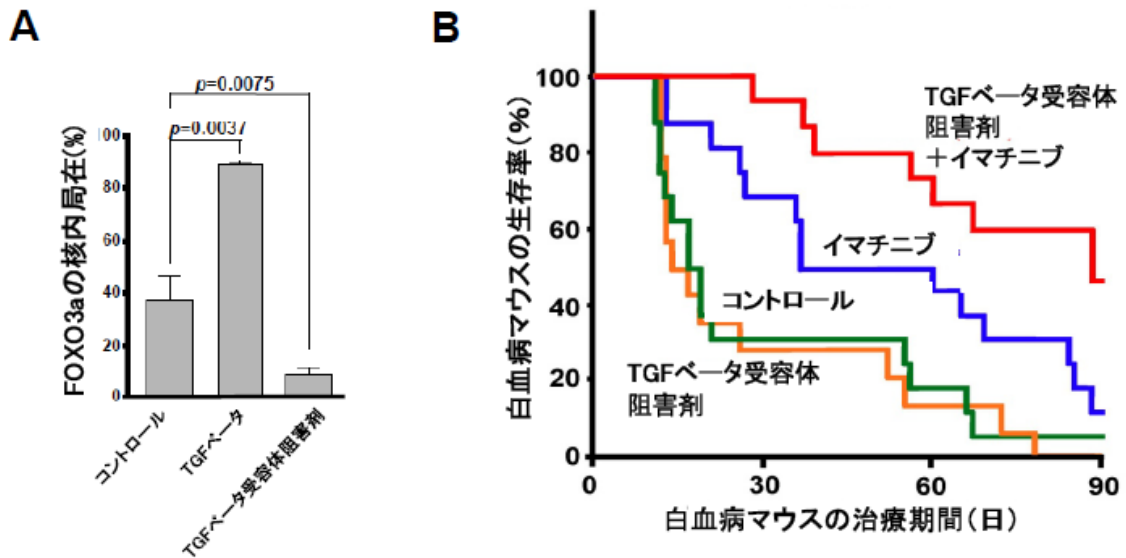 A
p=0.0075
p=0.0037
FOXO3aの核内局在(%)
100
80
60
40
20
0
コントロール
TGFベータ
TGFベータ受容体阻害剤
B
白血病マウスの生存率(%)
100
80
60
40
20
0
TGFベータ受容体
阻害剤
+イマチニブ
イマチニブ
コントロール
TGFベータ受容体
阻害剤
0
30
60
90
白血病マウスの治療期間(日)